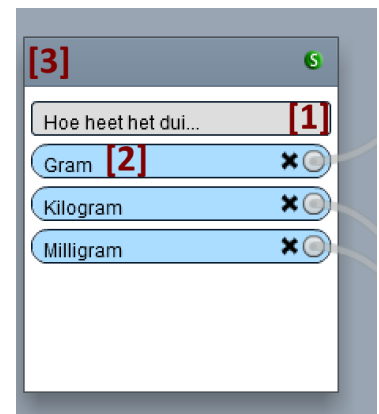 [3] S
Hoe heet het dui... [1]
Gram [2]
Kilogram
Milligram